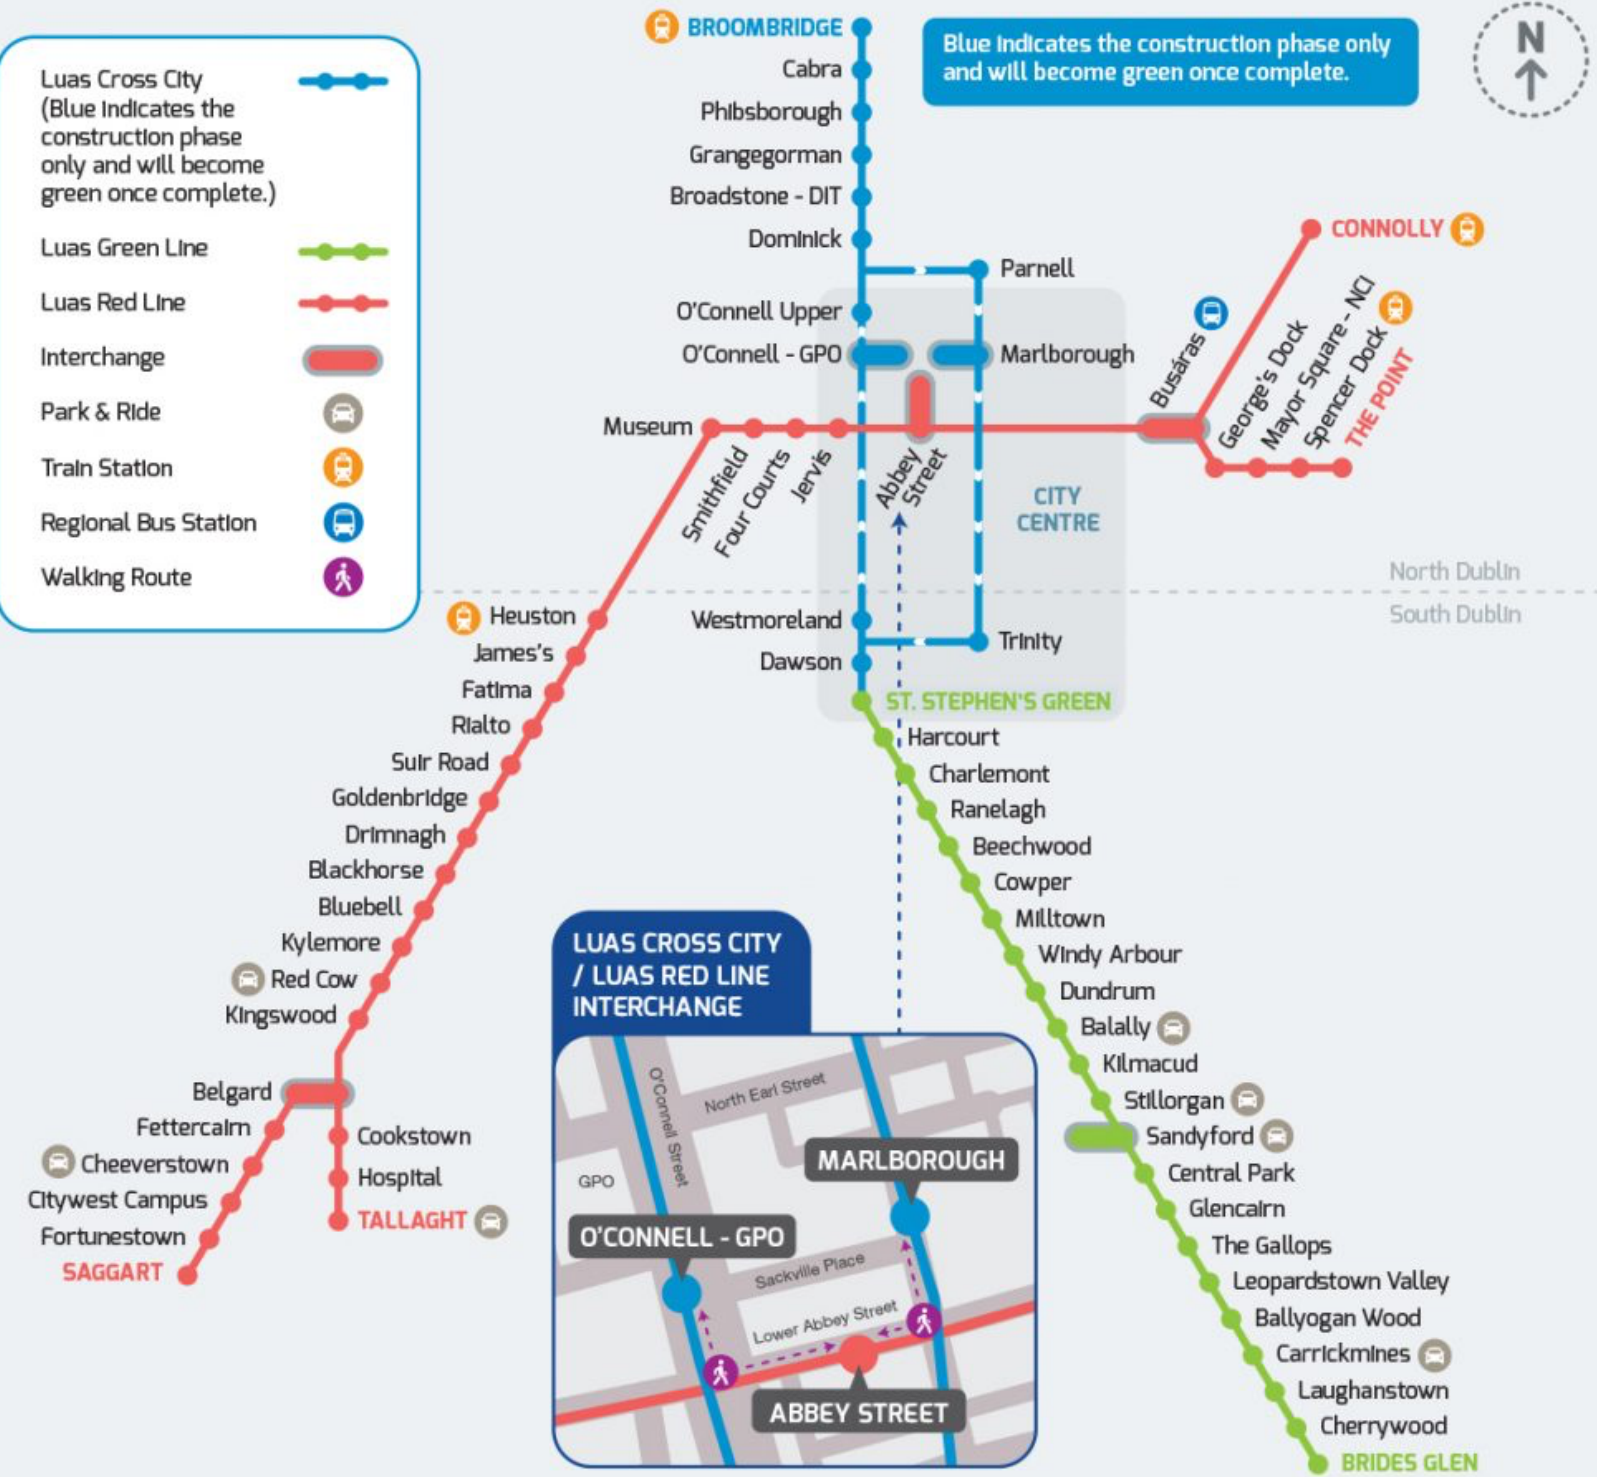 Luas Cross City
(Blue indicates the
construction phase
only and will become
green once complete.)
Luas Green Line
Luas Red Line
Interchange
Park & Ride
Train Station
Regional Bus Station
Walking Route
Blue indicates the construction phase only
and will become green once complete.
N
BROOMBRIDGE
Cabra
Phibsborough
Grangegorman
Broadstone - DIT
Dominick
Parnell
O'Connell Upper
O'Connell - GPO
Marlborough
CONNOLLY
Busáras
George's Dock
Mayor Square - NCI
Spencer Dock
THE POINT
Museum
Smithfield
Four Courts
Jervis
Abbey
Street
CITY
CENTRE
North Dublin
South Dublin
Westmoreland
Trinity
Dawson
ST. STEPHEN'S GREEN
Heuston
James's
Fatima
Rialto
Suir Road
Goldenbridge
Drimnagh
Blackhorse
Bluebell
Kylemore
Red Cow
Kingswood
Belgard
Fettercairn
Cheeverstown
Citywest Campus
Fortunestown
SAGGART
Cookstown
Hospital
TALLAGHT
Harcourt
Charlemont
Ranelagh
Beechwood
Cowper
Milltown
Windy Arbour
Dundrum
Balally
Kilmacud
Stillorgan
Sandyford
Central Park
Glencairn
The Gallops
Leopardstown Valley
Ballyogan Wood
Carrickmines
Laughanstown
Cherrywood
BRIDES GLEN
LUAS CROSS CITY
/ LUAS RED LINE
INTERCHANGE
O'Connell Street
North Earl Street
GPO
MARLBOROUGH
O'CONNELL - GPO
Sackville Place
Lower Abbey Street
ABBEY STREET